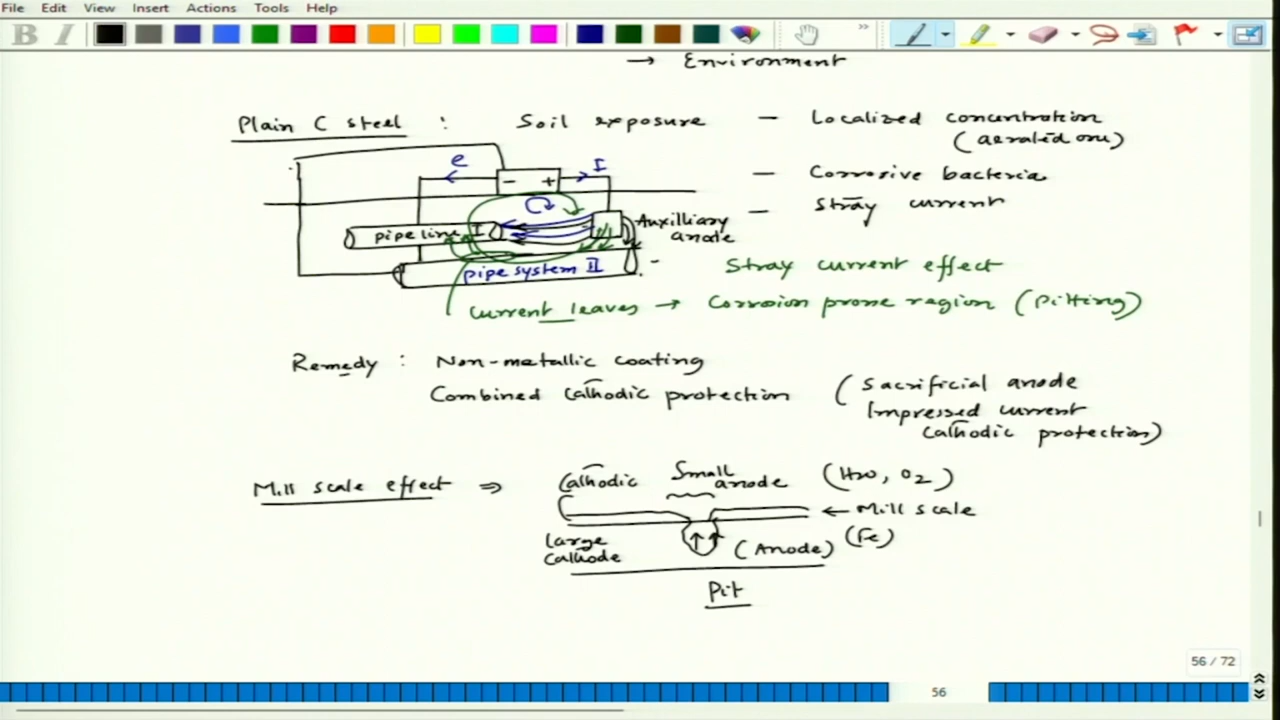 File Edit View Insert Actions Tools Help
B I
→ Environment
Plain C steel : Soil exposure - Localized concentration
(aerated one)
- Corrosive bacteria
- Stray current
e - + I
pipe line I Auxilliary
anode
pipe system II
Stray current effect
current leaves → Corrosion prone region (Pitting)
Remedy : Non-metallic coating
Combined cathodic protection (Sacrificial anode
Impressed current
cathodic protection)
Mill scale effect ⇒ Cathodic Small
anode (H2O, O2)
← Mill scale
Large
cathode (Anode) (Fe)
Pit
56 / 72
56